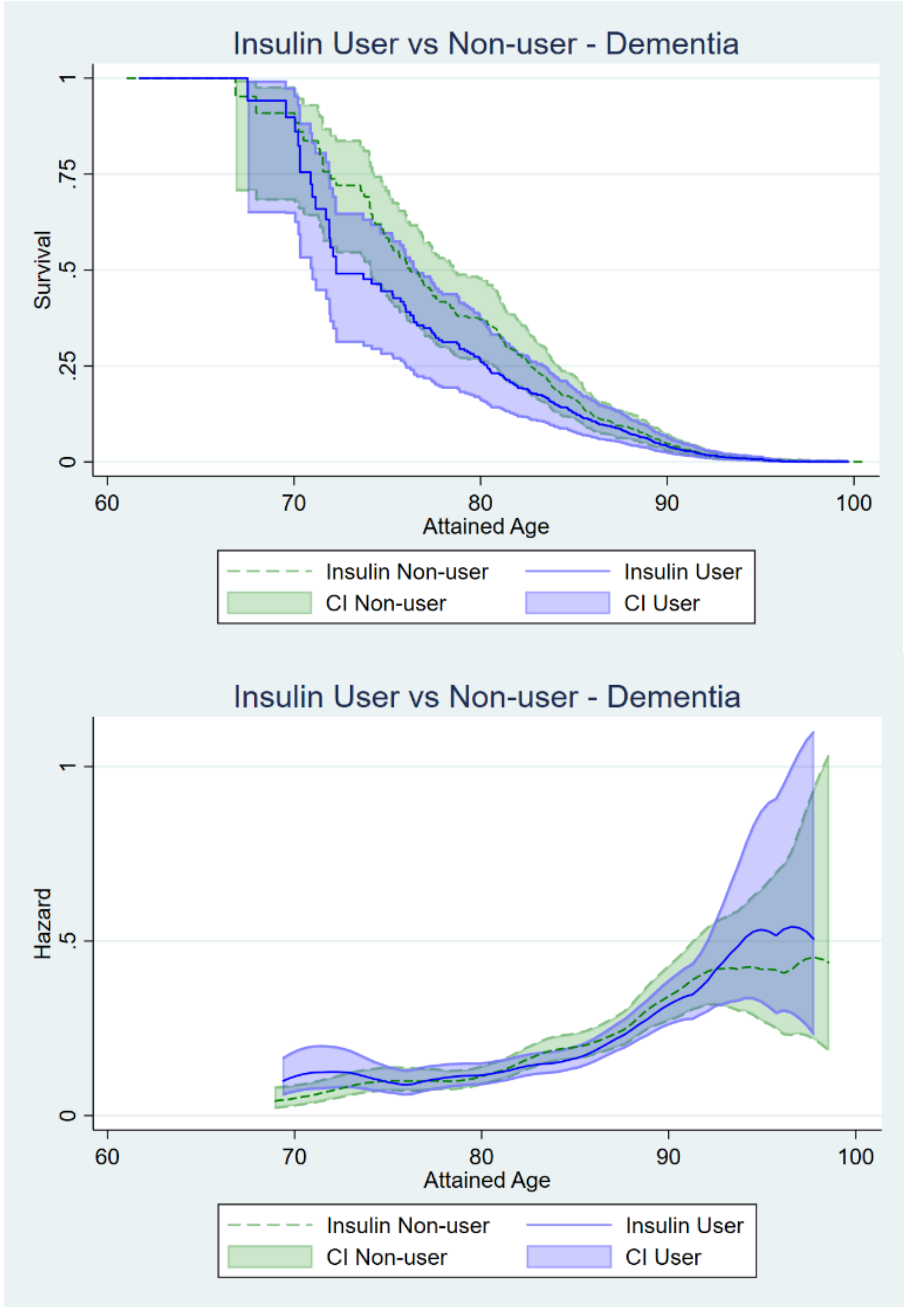 Insulin User vs Non-user - Dementia
1
.75
.5
.25
0
Survival
60 70 80 90 100
Attained Age
Insulin Non-user Insulin User
CI Non-user CI User
Insulin User vs Non-user - Dementia
1
.5
0
Hazard
60 70 80 90 100
Attained Age
Insulin Non-user Insulin User
CI Non-user CI User